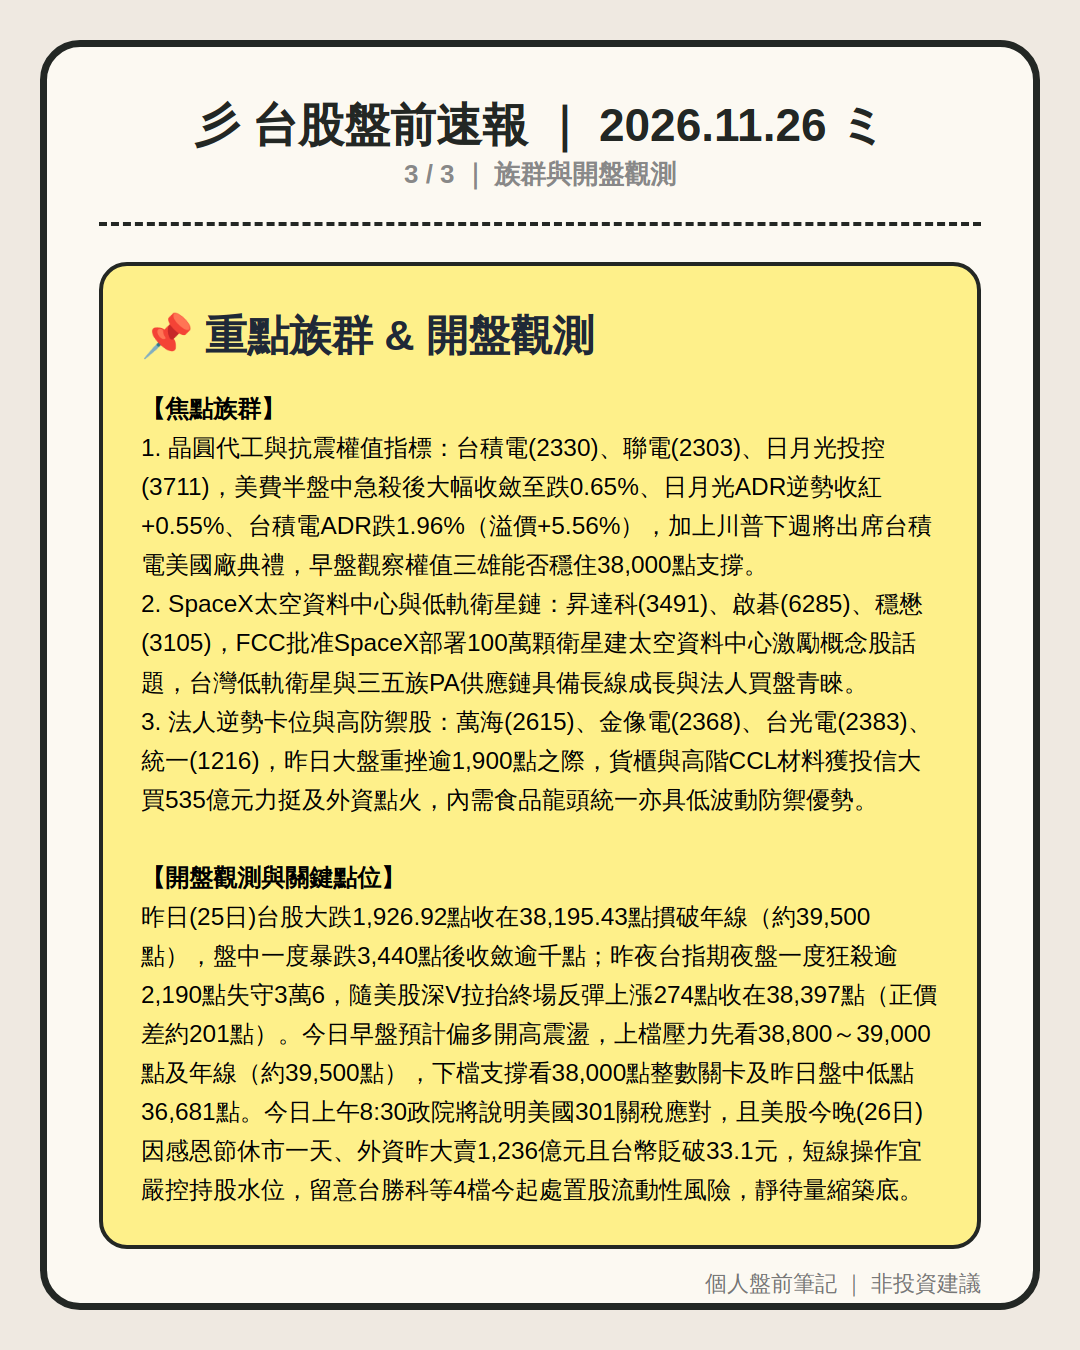 彡 台股盤前速報 ｜ 2026.11.26 ミ
3 / 3 ｜ 族群與開盤觀測
📌 重點族群 & 開盤觀測
【焦點族群】
1. 晶圓代工與抗震權值指標：台積電(2330)、聯電(2303)、日月光投控
(3711)，美費半盤中急殺後大幅收斂至跌0.65%、日月光ADR逆勢收紅
+0.55%、台積電ADR跌1.96%（溢價+5.56%），加上川普下週將出席台積
電美國廠典禮，早盤觀察權值三雄能否穩住38,000點支撐。
2. SpaceX太空資料中心與低軌衛星鏈：昇達科(3491)、啟碁(6285)、穩懋
(3105)，FCC批准SpaceX部署100萬顆衛星建太空資料中心激勵概念股話
題，台灣低軌衛星與三五族PA供應鏈具備長線成長與法人買盤青睞。
3. 法人逆勢卡位與高防禦股：萬海(2615)、金像電(2368)、台光電(2383)、
統一(1216)，昨日大盤重挫逾1,900點之際，貨櫃與高階CCL材料獲投信大
買535億元力挺及外資點火，內需食品龍頭統一亦具低波動防禦優勢。
【開盤觀測與關鍵點位】
昨日(25日)台股大跌1,926.92點收在38,195.43點摜破年線（約39,500
點），盤中一度暴跌3,440點後收斂逾千點；昨夜台指期夜盤一度狂殺逾
2,190點失守3萬6，隨美股深V拉抬終場反彈上漲274點收在38,397點（正價
差約201點）。今日早盤預計偏多開高震盪，上檔壓力先看38,800～39,000
點及年線（約39,500點），下檔支撐看38,000點整數關卡及昨日盤中低點
36,681點。今日上午8:30政院將說明美國301關稅應對，且美股今晚(26日)
因感恩節休市一天、外資昨大賣1,236億元且台幣貶破33.1元，短線操作宜
嚴控持股水位，留意台勝科等4檔今起處置股流動性風險，靜待量縮築底。
個人盤前筆記 ｜ 非投資建議